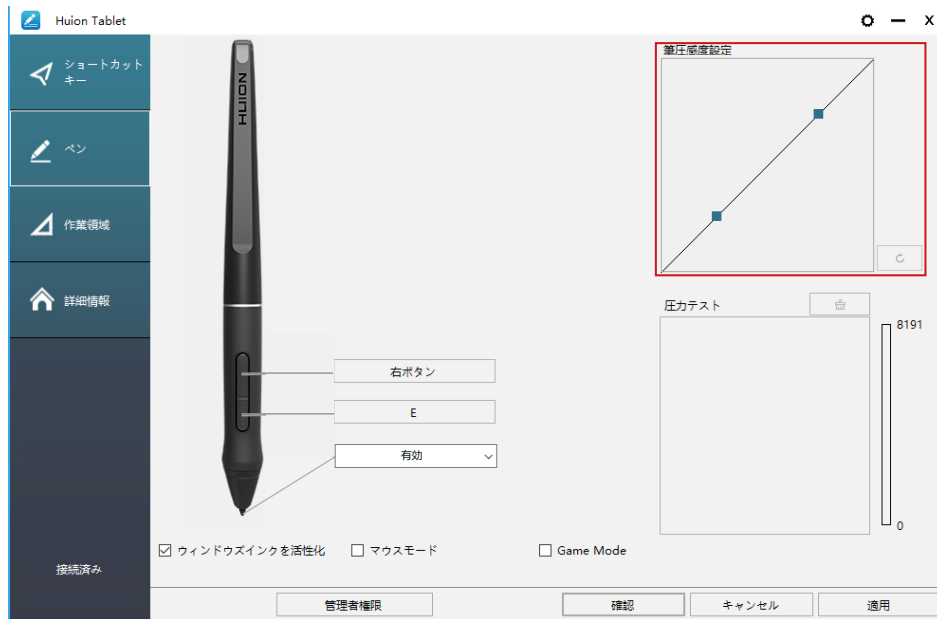 Huion Tablet
ショートカット
キー
ペン
作業領域
詳細情報
接続済み
HUION
筆圧感度設定
圧力テスト
8191
0
右ボタン
E
有効
ウィンドウズインクを活性化
マウスモード
Game Mode
管理者権限
確認
キャンセル
適用